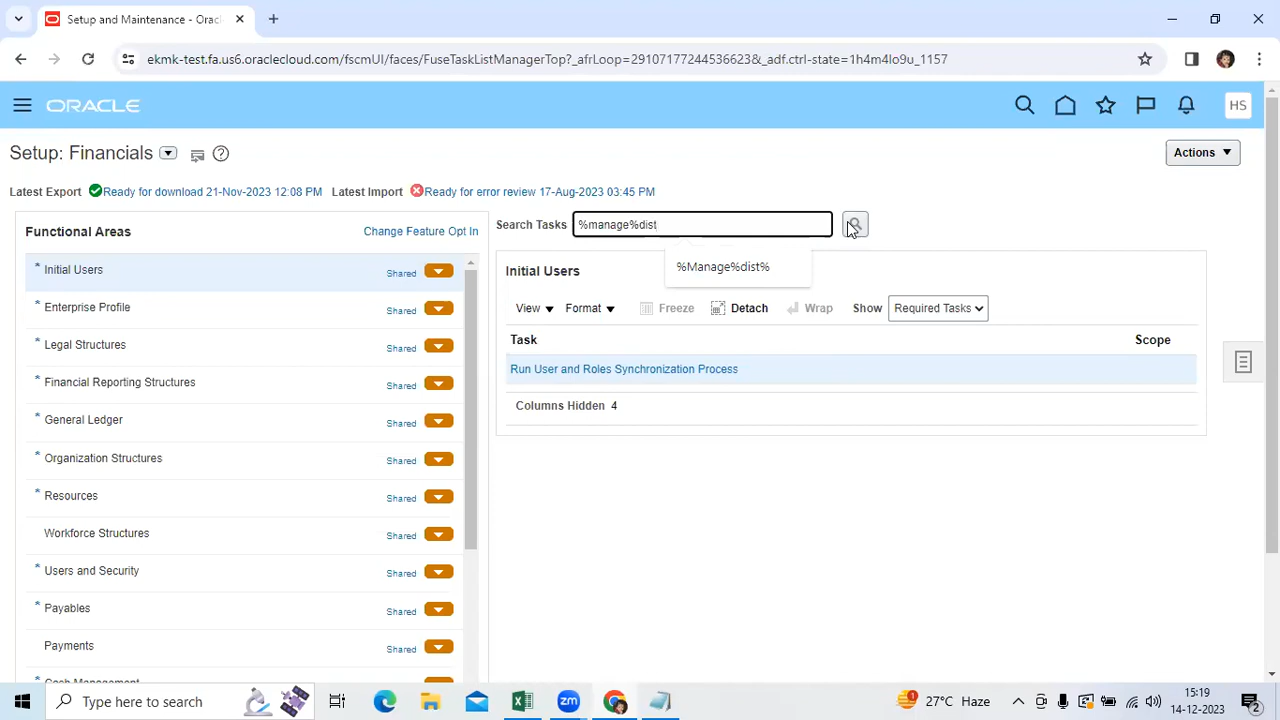 Setup and Maintenance - Orac
ekmk-test.fa.us6.oraclecloud.com/fscmUI/faces/FuseTaskListManagerTop?_afrLoop=29107177244536623&_adf.ctrl-state=1h4m4lo9u_1157
ORACLE
HS
Setup: Financials
Actions
Latest Export Ready for download 21-Nov-2023 12:08 PM Latest Import Ready for error review 17-Aug-2023 03:45 PM
Functional Areas
Change Feature Opt In
Search Tasks %manage%dist
%Manage%dist%
* Initial Users Shared
* Enterprise Profile Shared
* Legal Structures Shared
* Financial Reporting Structures Shared
* General Ledger Shared
* Organization Structures Shared
* Resources Shared
Workforce Structures Shared
* Users and Security Shared
* Payables Shared
Payments Shared
Initial Users
View Format Freeze Detach Wrap Show Required Tasks
Task Scope
Run User and Roles Synchronization Process
Columns Hidden 4
Type here to search
1
27°C Haze
15:19
14-12-2023
2